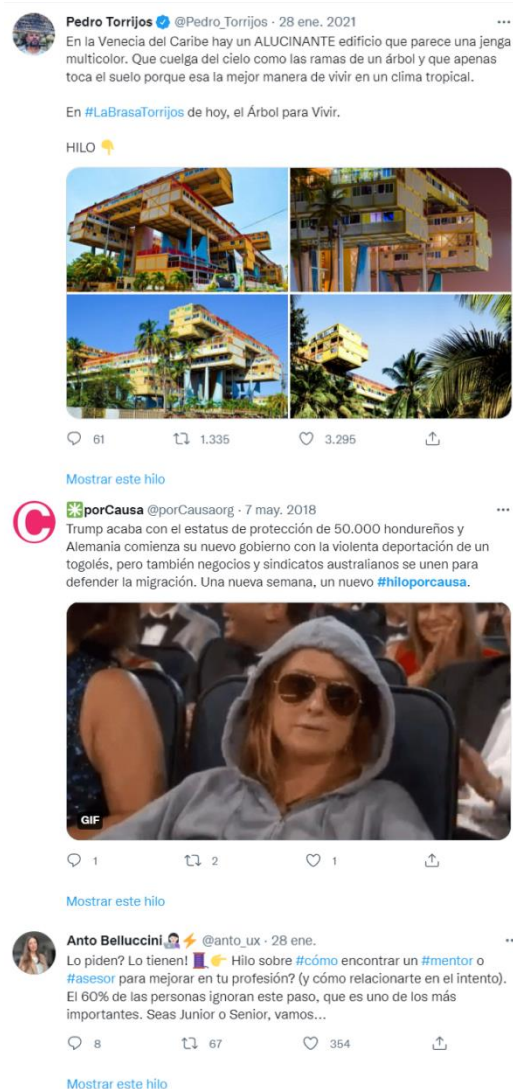 Pedro Torrijos @Pedro_Torrijos · 28 ene. 2021
En la Venecia del Caribe hay un ALUCINANTE edificio que parece una jenga
multicolor. Que cuelga del cielo como las ramas de un árbol y que apenas
toca el suelo porque esa la mejor manera de vivir en un clima tropical.
En #LaBrasaTorrijos de hoy, el Árbol para Vivir.
HILO 👇
61 1.335 3.295
Mostrar este hilo
porCausa @porCausaorg · 7 may. 2018
Trump acaba con el estatus de protección de 50.000 hondureños y
Alemania comienza su nuevo gobierno con la violenta deportación de un
togolés, pero también negocios y sindicatos australianos se unen para
defender la migración. Una nueva semana, un nuevo #hiloporcausa.
GIF
1 2 1
Mostrar este hilo
Anto Belluccini 👩🏻‍🎨⚡ @anto_ux · 28 ene.
Lo piden? Lo tienen! 🧵👉 Hilo sobre #cómo encontrar un #mentor o
#asesor para mejorar en tu profesión? (y cómo relacionarte en el intento).
El 60% de las personas ignoran este paso, que es uno de los más
importantes. Seas Junior o Senior, vamos...
8 67 354
Mostrar este hilo